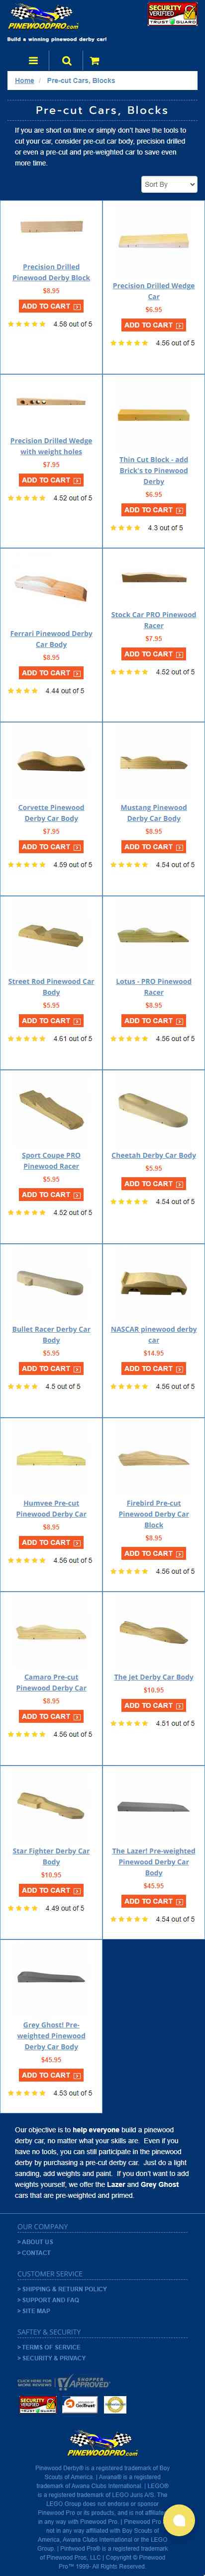 PINEWOODPRO.com
SECURITY VERIFIED
TRUST GUARD
Build a winning pinewood derby car!
Home / Pre-cut Cars, Blocks
Pre-cut Cars, Blocks
If you are short on time or simply don't have the tools to
cut your car, consider pre-cut car body, precision drilled
or even a pre-cut and pre-weighted car to save even
more time.
Sort By
Precision Drilled
Pinewood Derby Block
$8.95
ADD TO CART
4.58 out of 5
Precision Drilled Wedge
Car
$6.95
ADD TO CART
4.56 out of 5
Precision Drilled Wedge
with weight holes
$7.95
ADD TO CART
4.52 out of 5
Thin Cut Block - add
Brick's to Pinewood
Derby
$6.95
ADD TO CART
4.3 out of 5
Ferrari Pinewood Derby
Car Body
$8.95
ADD TO CART
4.44 out of 5
Stock Car PRO Pinewood
Racer
$7.95
ADD TO CART
4.52 out of 5
Corvette Pinewood
Derby Car Body
$7.95
ADD TO CART
4.59 out of 5
Mustang Pinewood
Derby Car Body
$8.95
ADD TO CART
4.54 out of 5
Street Rod Pinewood Car
Body
$5.95
ADD TO CART
4.61 out of 5
Lotus - PRO Pinewood
Racer
$8.95
ADD TO CART
4.56 out of 5
Sport Coupe PRO
Pinewood Racer
$5.95
ADD TO CART
4.52 out of 5
Cheetah Derby Car Body
$5.95
ADD TO CART
4.54 out of 5
Bullet Racer Derby Car
Body
$5.95
ADD TO CART
4.5 out of 5
NASCAR pinewood derby
car
$14.95
ADD TO CART
4.56 out of 5
Humvee Pre-cut
Pinewood Derby Car
$8.95
ADD TO CART
4.56 out of 5
Firebird Pre-cut
Pinewood Derby Car
Block
$8.95
ADD TO CART
4.56 out of 5
Camaro Pre-cut
Pinewood Derby Car
$8.95
ADD TO CART
4.56 out of 5
The Jet Derby Car Body
$10.95
ADD TO CART
4.51 out of 5
Star Fighter Derby Car
Body
$10.95
ADD TO CART
4.49 out of 5
The Lazer! Pre-weighted
Pinewood Derby Car
Body
$45.95
ADD TO CART
4.54 out of 5
Grey Ghost! Pre-
weighted Pinewood
Derby Car Body
$45.95
ADD TO CART
4.53 out of 5
Our objective is to help everyone build a pinewood
derby car, no matter what your skills are. Even if you
have no tools, you can still participate in the pinewood
derby by purchasing a pre-cut derby car. Just do a light
sanding, add weights and paint. If you don't want to add
weights yourself, we offer the Lazer and Grey Ghost
cars that are pre-weighted and primed.
OUR COMPANY
> ABOUT US
> CONTACT
CUSTOMER SERVICE
> SHIPPING & RETURN POLICY
> SUPPORT AND FAQ
> SITE MAP
SAFTEY & SECURITY
> TERMS OF SERVICE
> SECURITY & PRIVACY
CLICK HERE FOR MORE REVIEWS
SHOPPER APPROVED
SECURITY VERIFIED
TRUST GUARD
GeoTrust
PINEWOODPRO.com
Pinewood Derby® is a registered trademark of Boy
Scouts of America. | Awana® is a registered
trademark of Awana Clubs International. | LEGO®
is a registered trademark of LEGO Juris A/S. The
LEGO Group does not endorse or sponsor
Pinewood Pro or its products, and is not affiliated
in any way with Pinewood Pro. | Pinewood Pro is
not in any way affiliated with Boy Scouts of
America, Awana Clubs International or the LEGO
Group. | Pinewood Pro® is a registered trademark
of Pinewood Pros, LLC | Copyright © Pinewood
Pro™ 1999- All Rights Reserved.